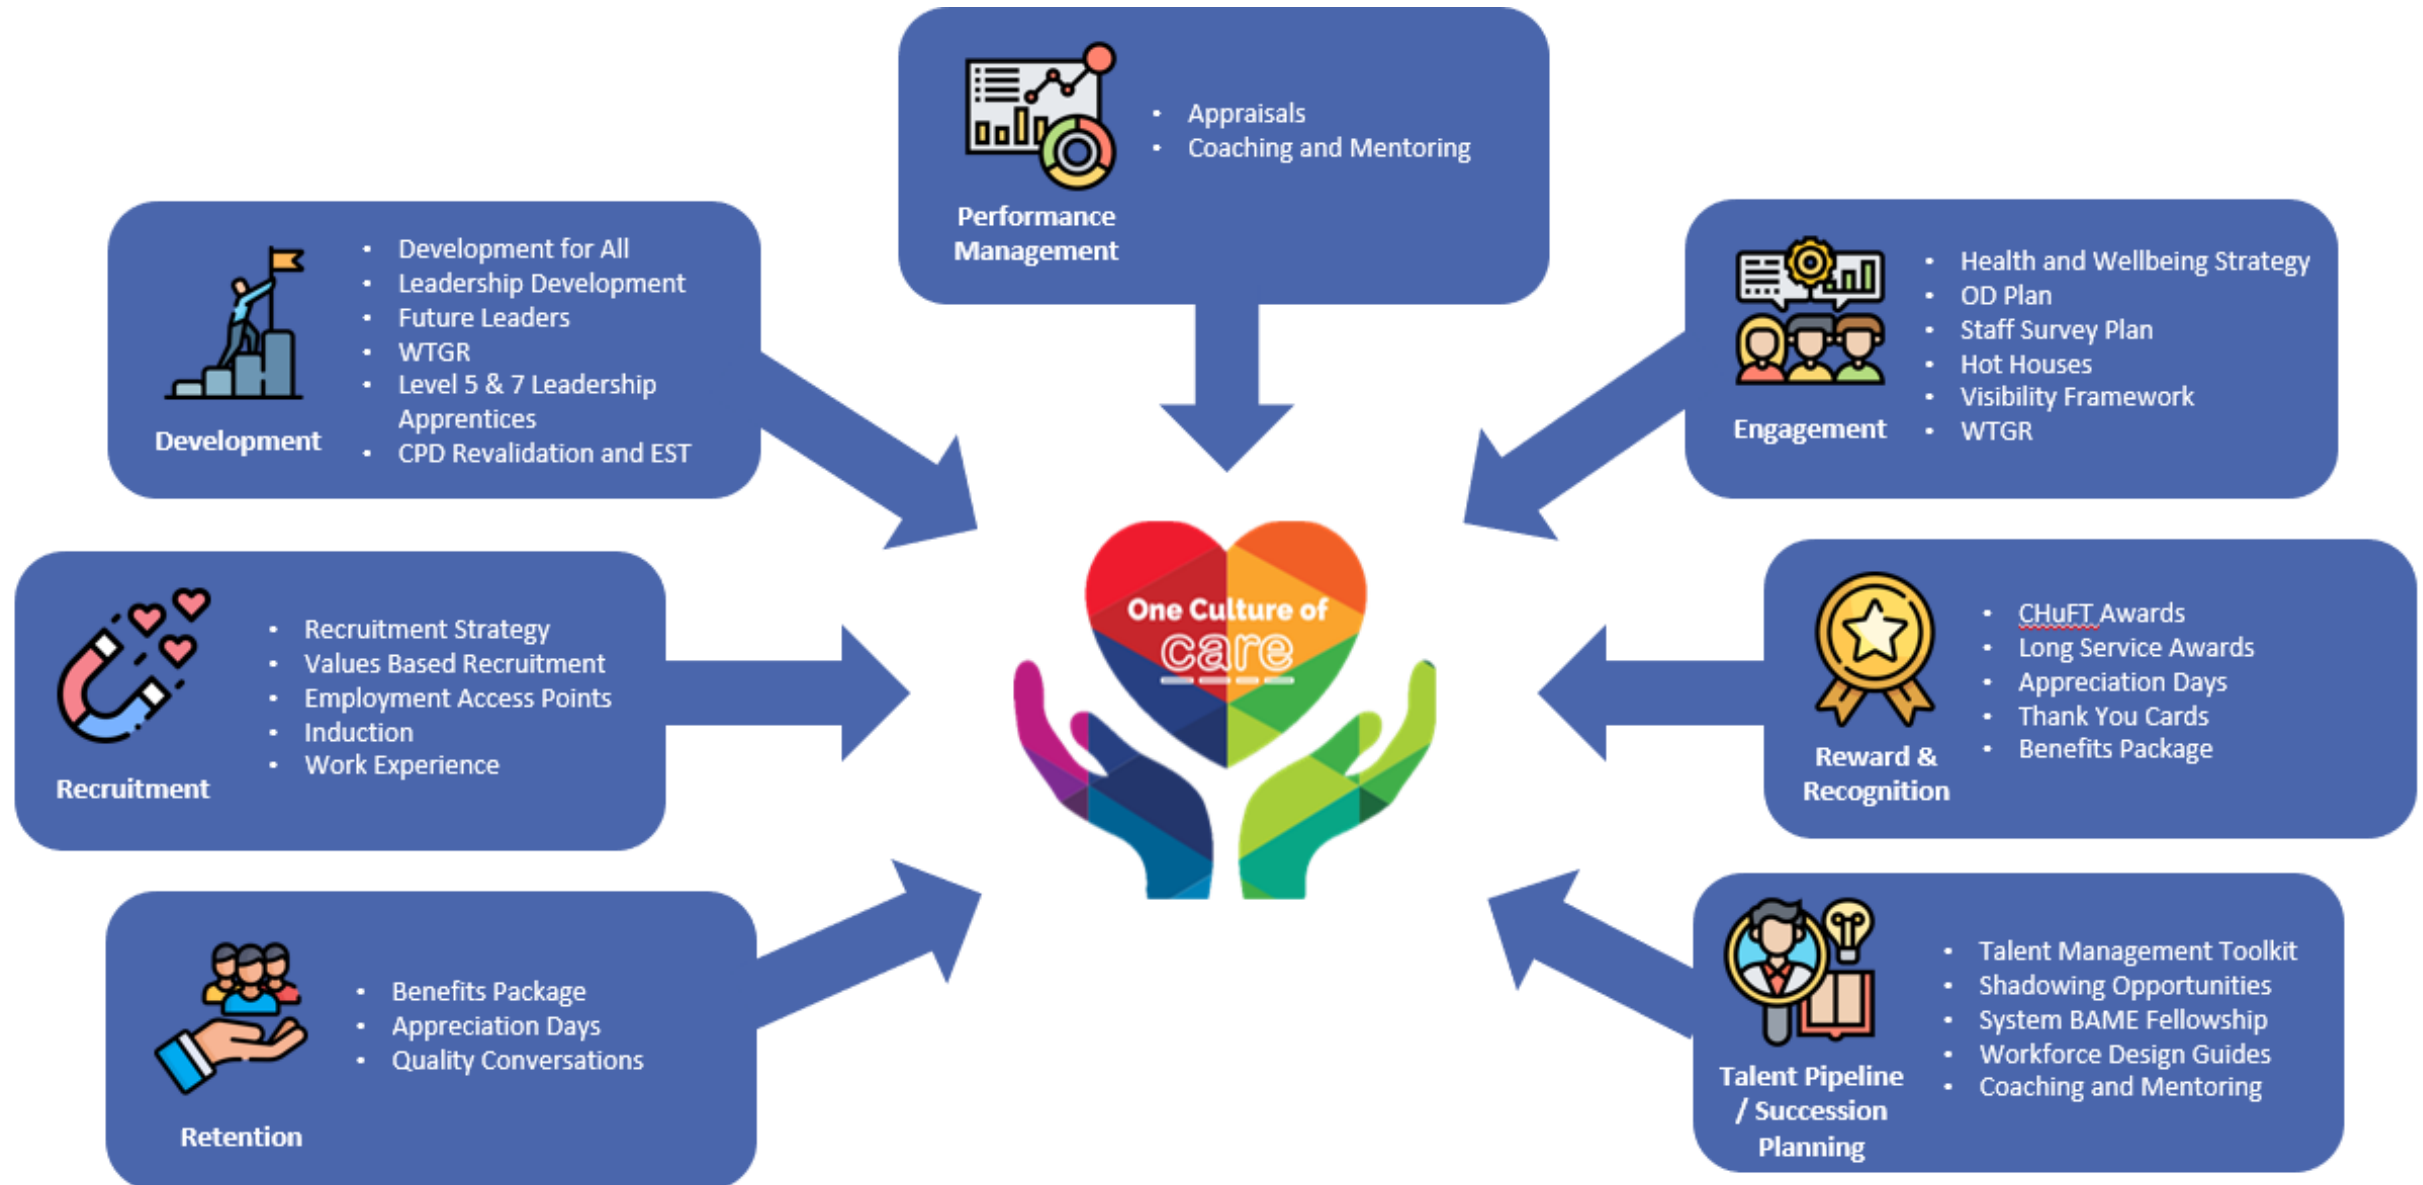 • Appraisals
• Coaching and Mentoring
Performance
Management
• Development for All
• Leadership Development
• Future Leaders
• WTGR
• Level 5 & 7 Leadership
Apprentices
• CPD Revalidation and EST
Development
• Health and Wellbeing Strategy
• OD Plan
• Staff Survey Plan
• Hot Houses
• Visibility Framework
• WTGR
Engagement
• Recruitment Strategy
• Values Based Recruitment
• Employment Access Points
• Induction
• Work Experience
Recruitment
One Culture of
care
• CHuFT Awards
• Long Service Awards
• Appreciation Days
• Thank You Cards
• Benefits Package
Reward &
Recognition
• Benefits Package
• Appreciation Days
• Quality Conversations
Retention
• Talent Management Toolkit
• Shadowing Opportunities
• System BAME Fellowship
• Workforce Design Guides
• Coaching and Mentoring
Talent Pipeline
/ Succession
Planning